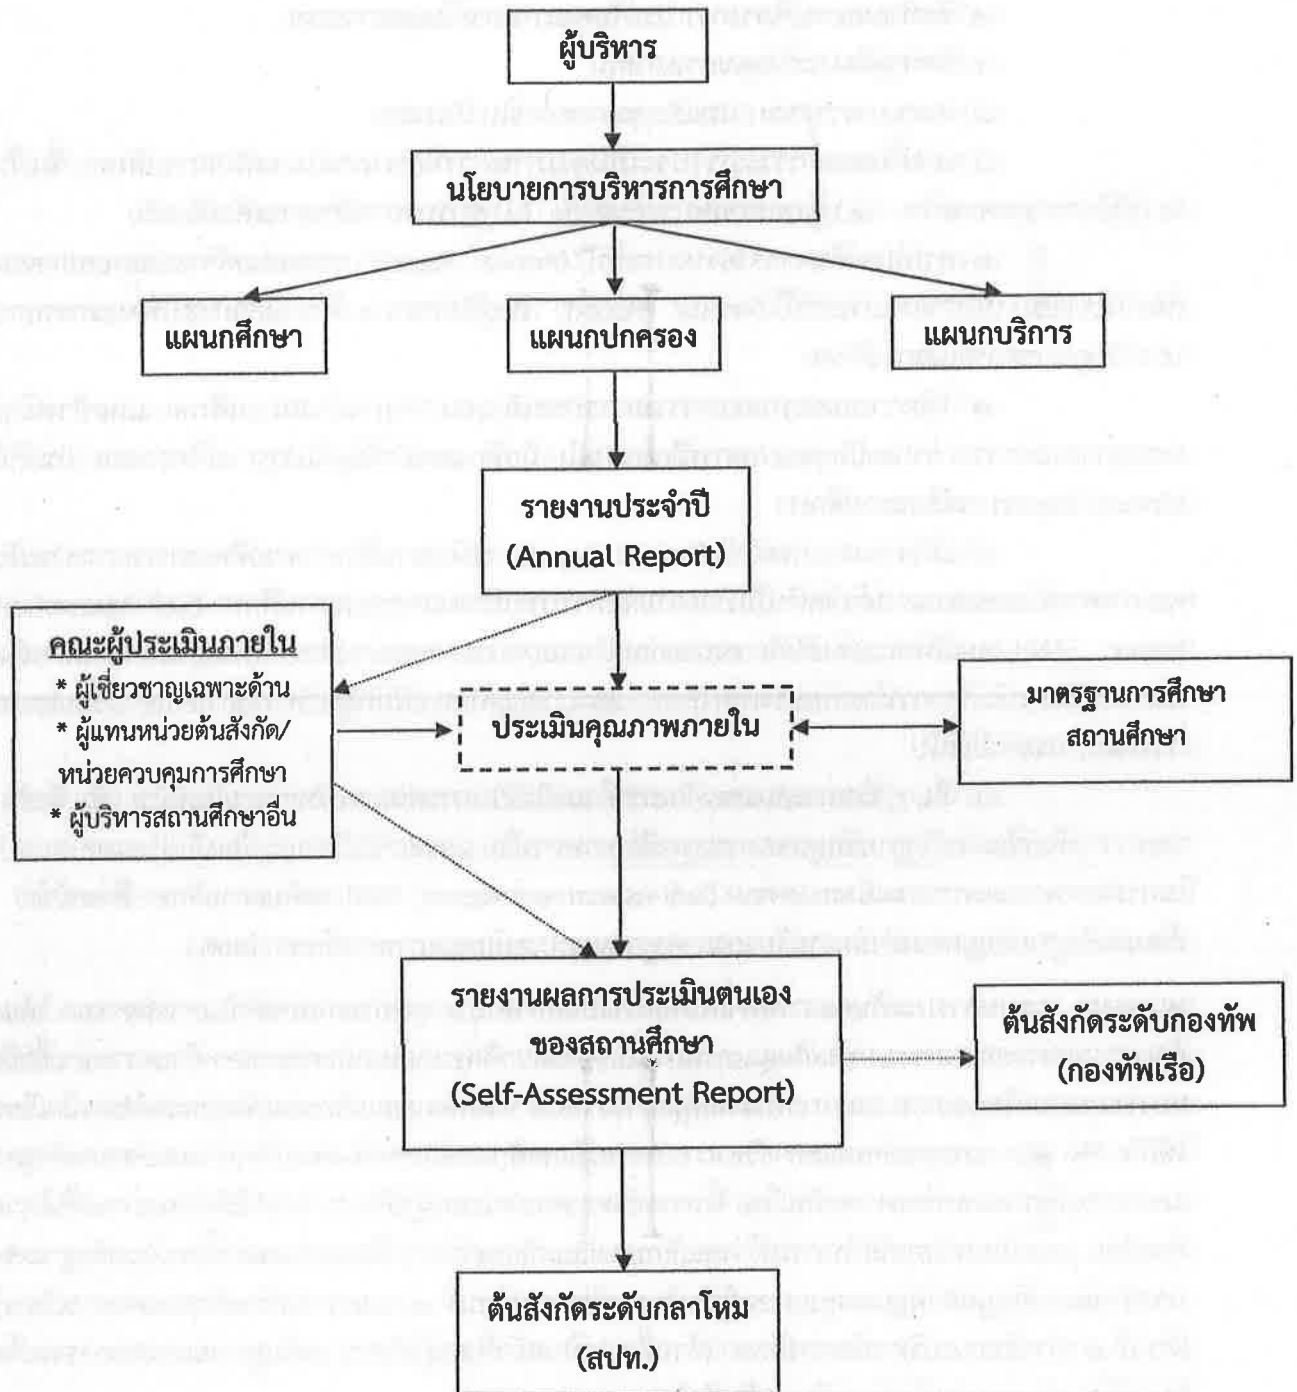 ผู้บริหาร
นโยบายการบริหารการศึกษา
แผนกศึกษา
แผนกปกครอง
แผนกบริการ
รายงานประจำปี
(Annual Report)
คณะผู้ประเมินภายใน
* ผู้เชี่ยวชาญเฉพาะด้าน
* ผู้แทนหน่วยต้นสังกัด/
หน่วยควบคุมการศึกษา
* ผู้บริหารสถานศึกษาอื่น
ประเมินคุณภาพภายใน
มาตรฐานการศึกษา
สถานศึกษา
รายงานผลการประเมินตนเอง
ของสถานศึกษา
(Self-Assessment Report)
ต้นสังกัดระดับกองทัพ
(กองทัพเรือ)
ต้นสังกัดระดับกลาโหม
(สปท.)